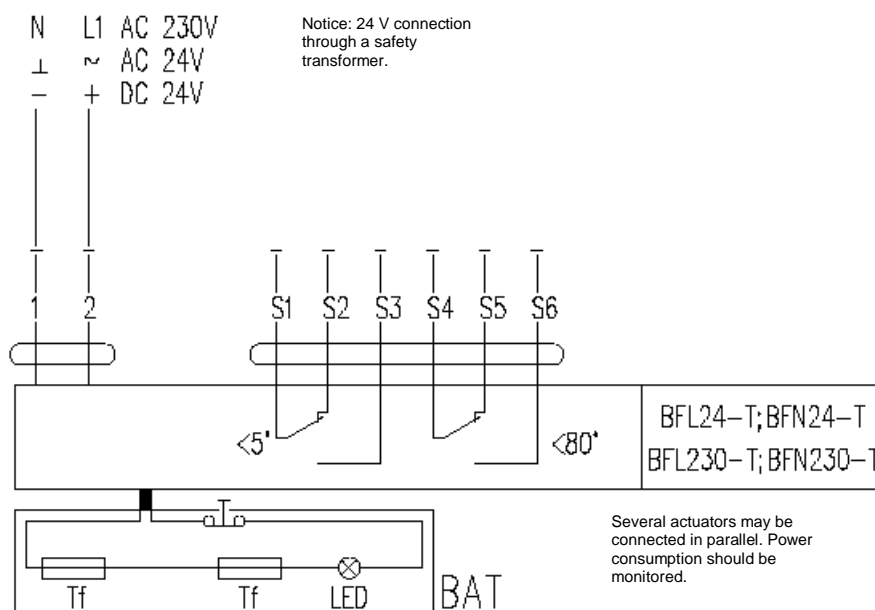 N L1 AC 230V
⊥ ~ AC 24V
− + DC 24V
Notice: 24 V connection
through a safety
transformer.
1 2 S1 S2 S3 S4 S5 S6
<5° <80°
BFL24-T; BFN24-T
BFL230-T; BFN230-T
Several actuators may be
connected in parallel. Power
consumption should be
monitored.
Tf Tf LED BAT